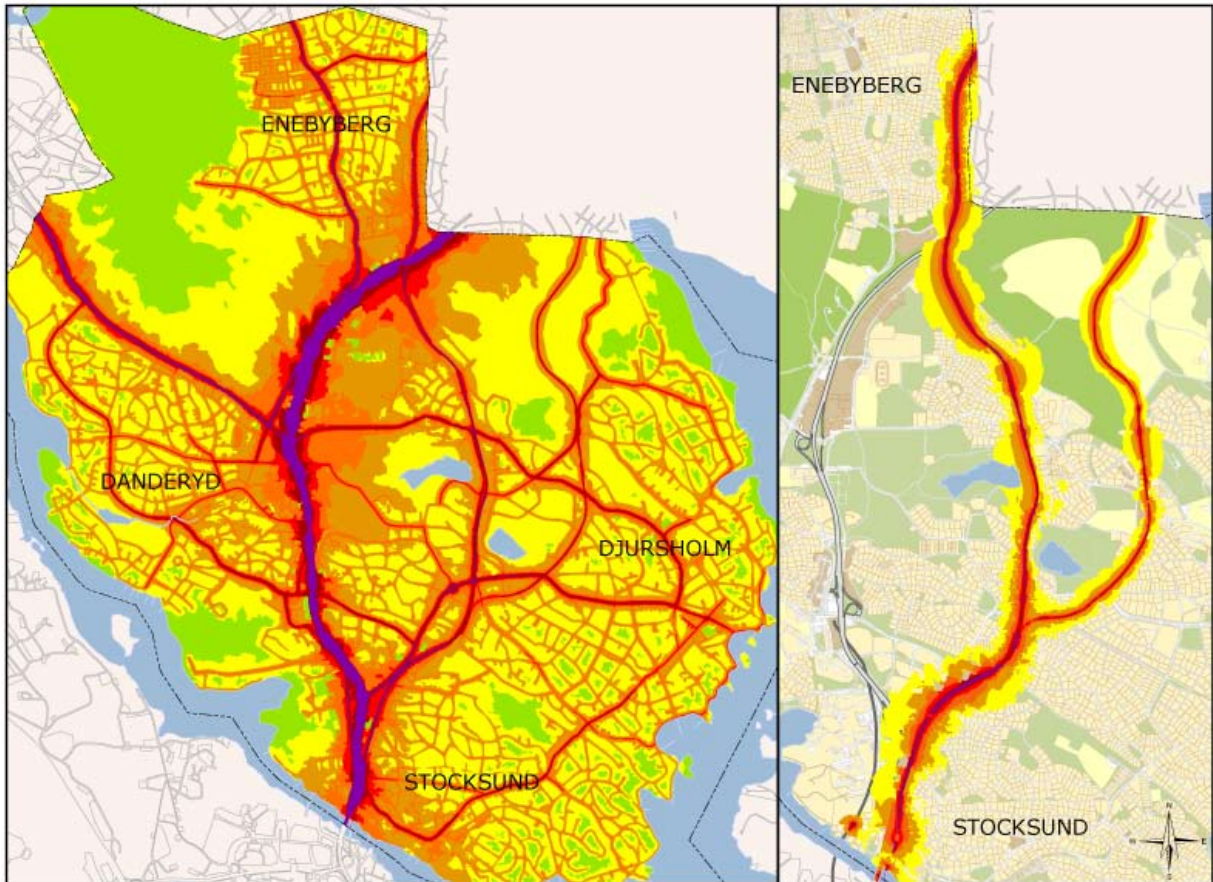 ENEBYBERG
DANDERYD
DJURSHOLM
STOCKSUND
ENEBYBERG
STOCKSUND
N
W
E
S